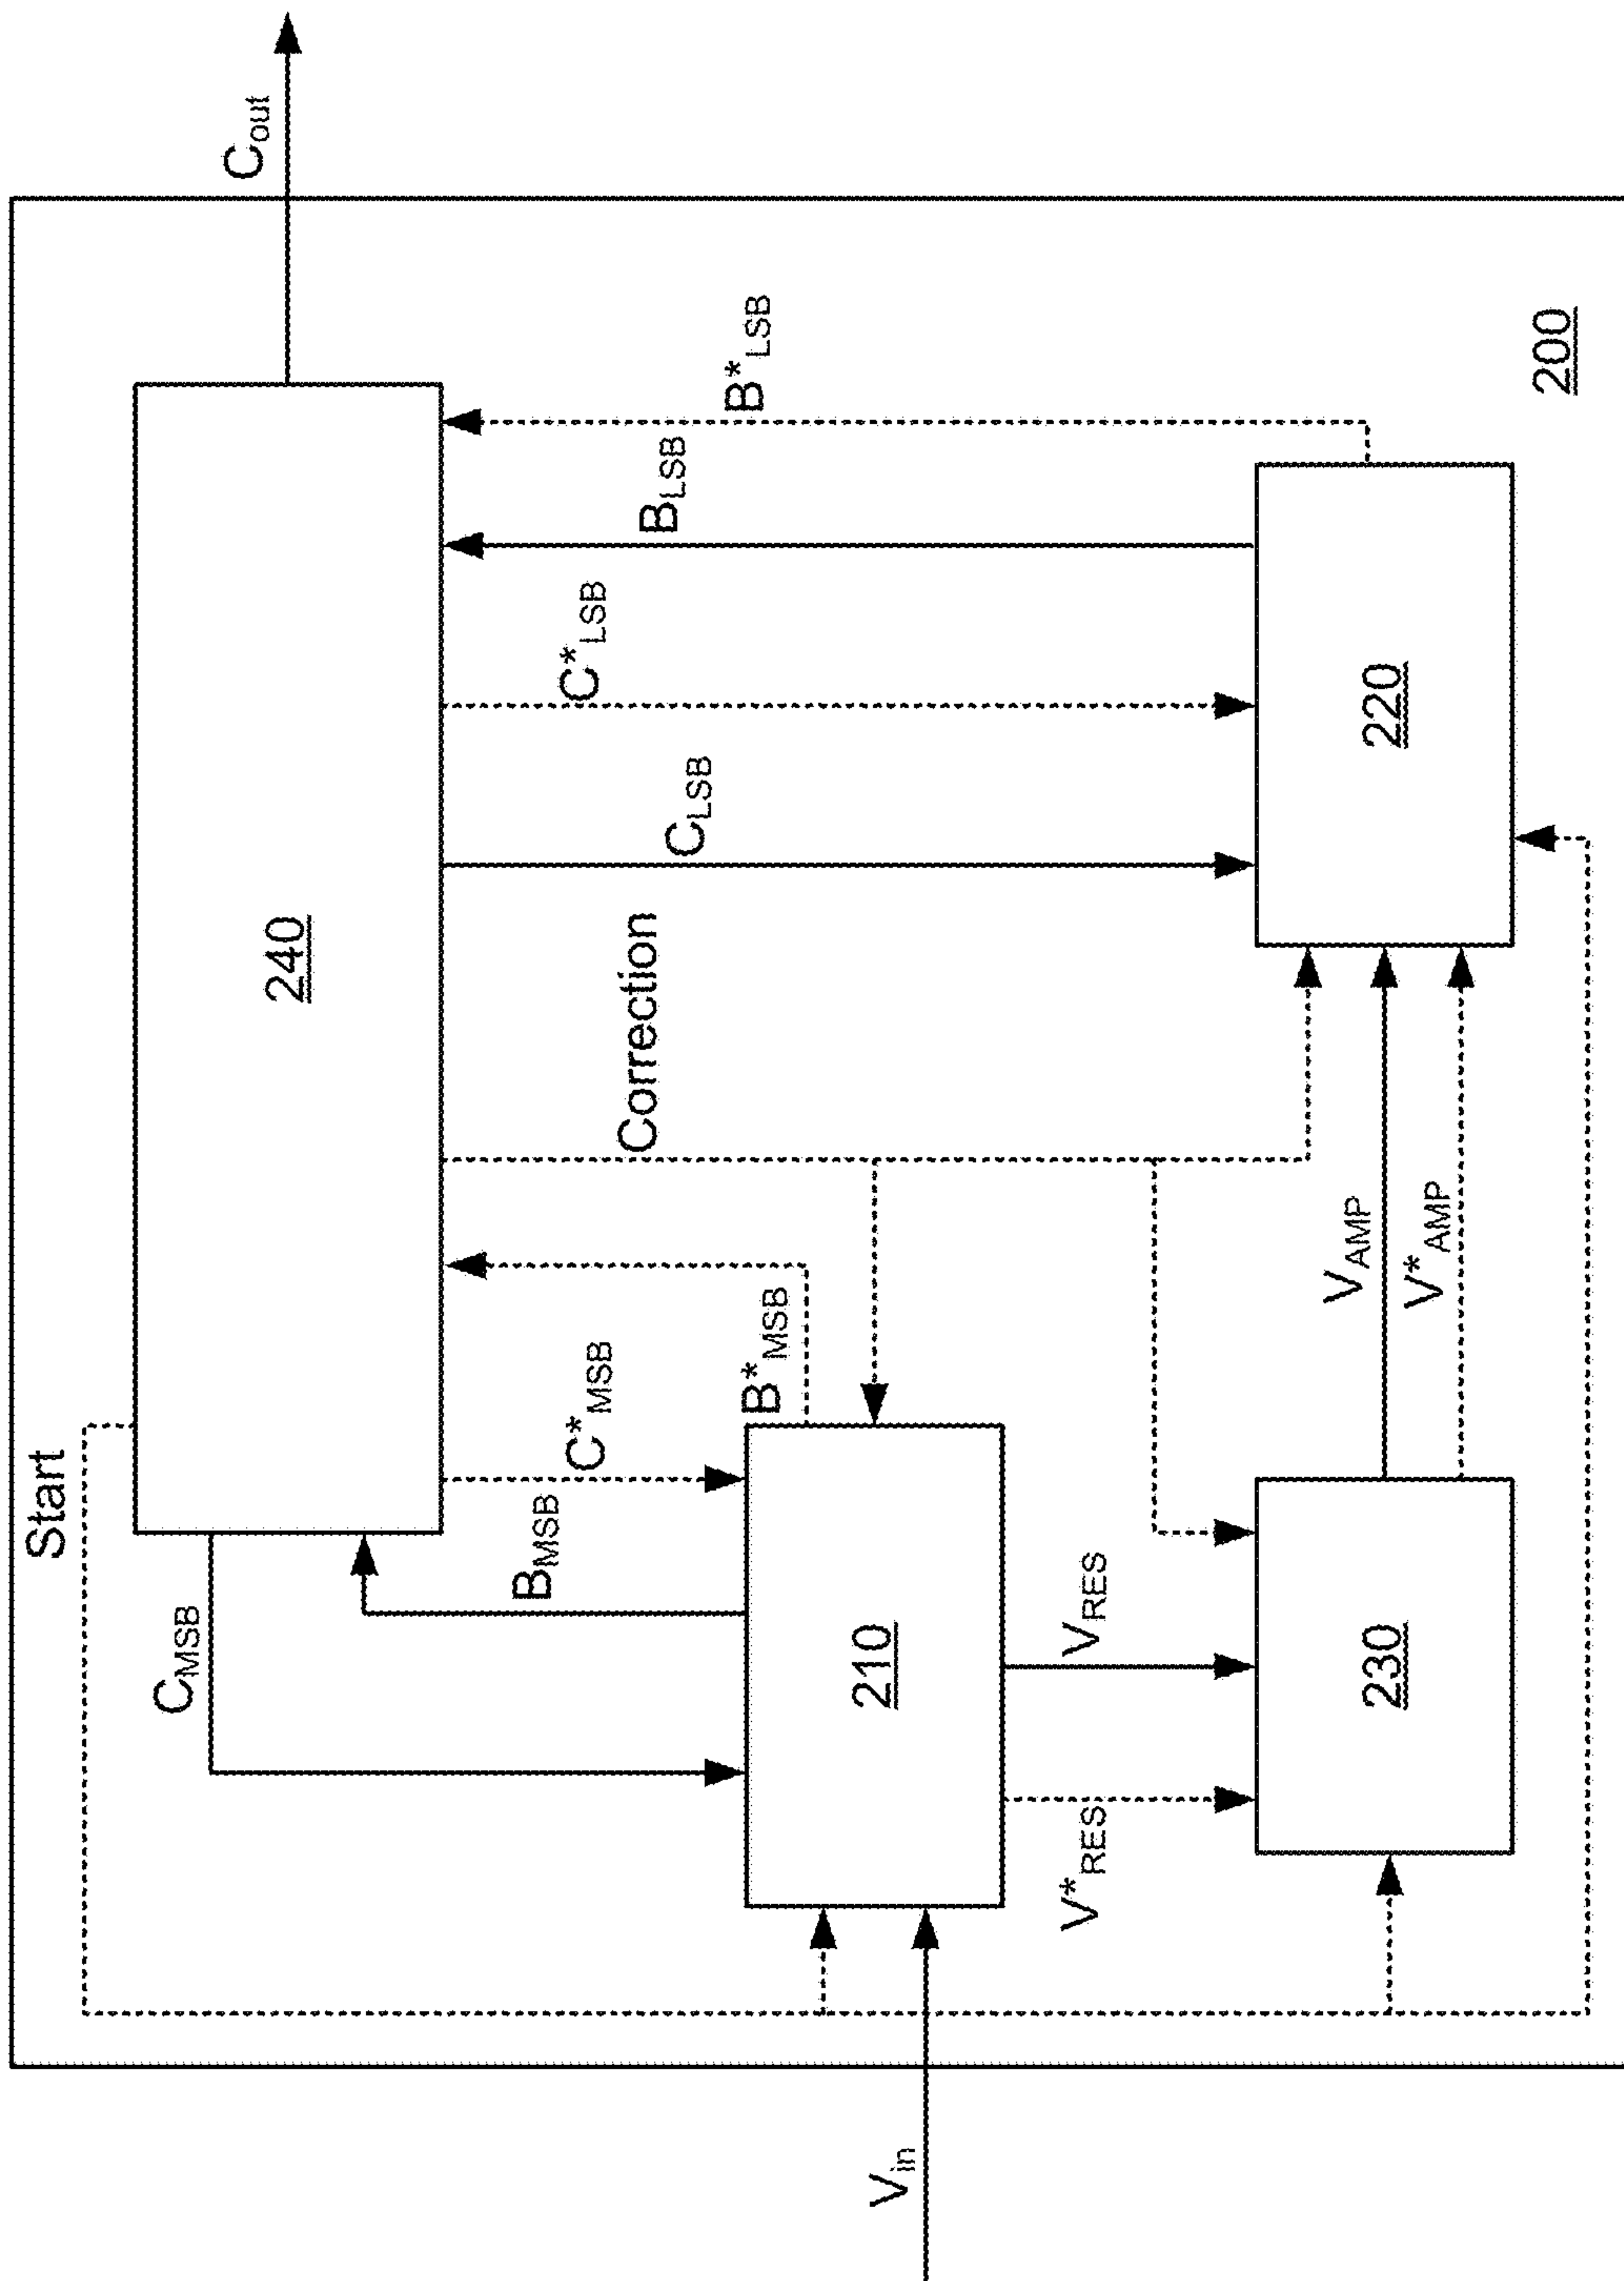 Start
C_MSB
B_MSB
C*_MSB
B*_MSB
240
Correction
C_LSB
C*_LSB
B_LSB
B*_LSB
C_out
V_in
210
V*_RES
V_RES
230
V_AMP
V*_AMP
220
200